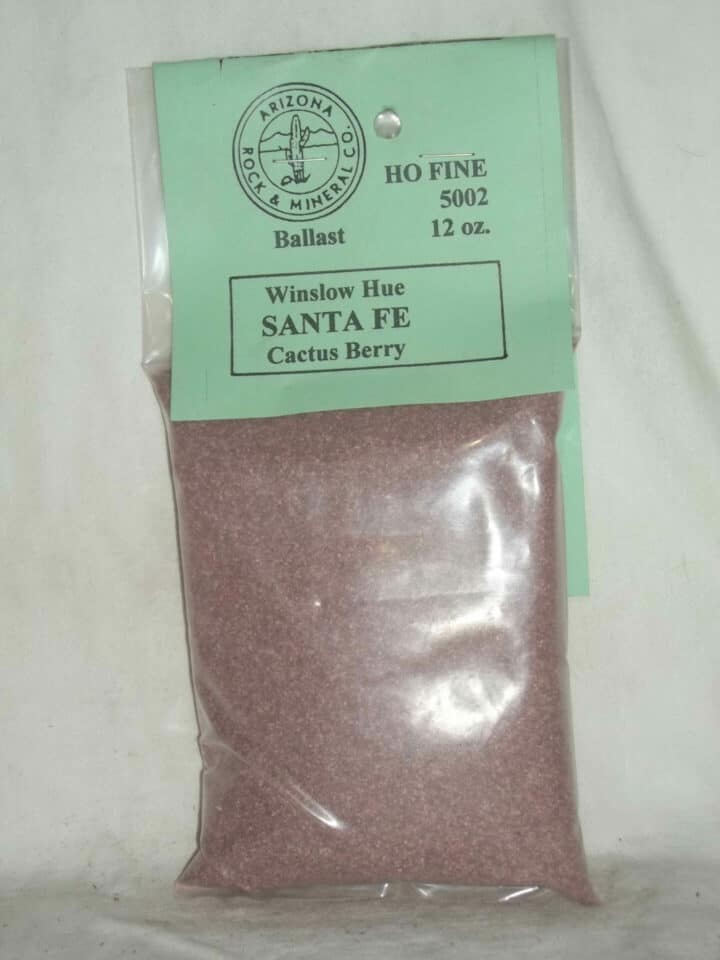 ARIZONA
ROCK & MINERAL CO.
Ballast
HO FINE
5002
12 oz.
Winslow Hue
SANTA FE
Cactus Berry